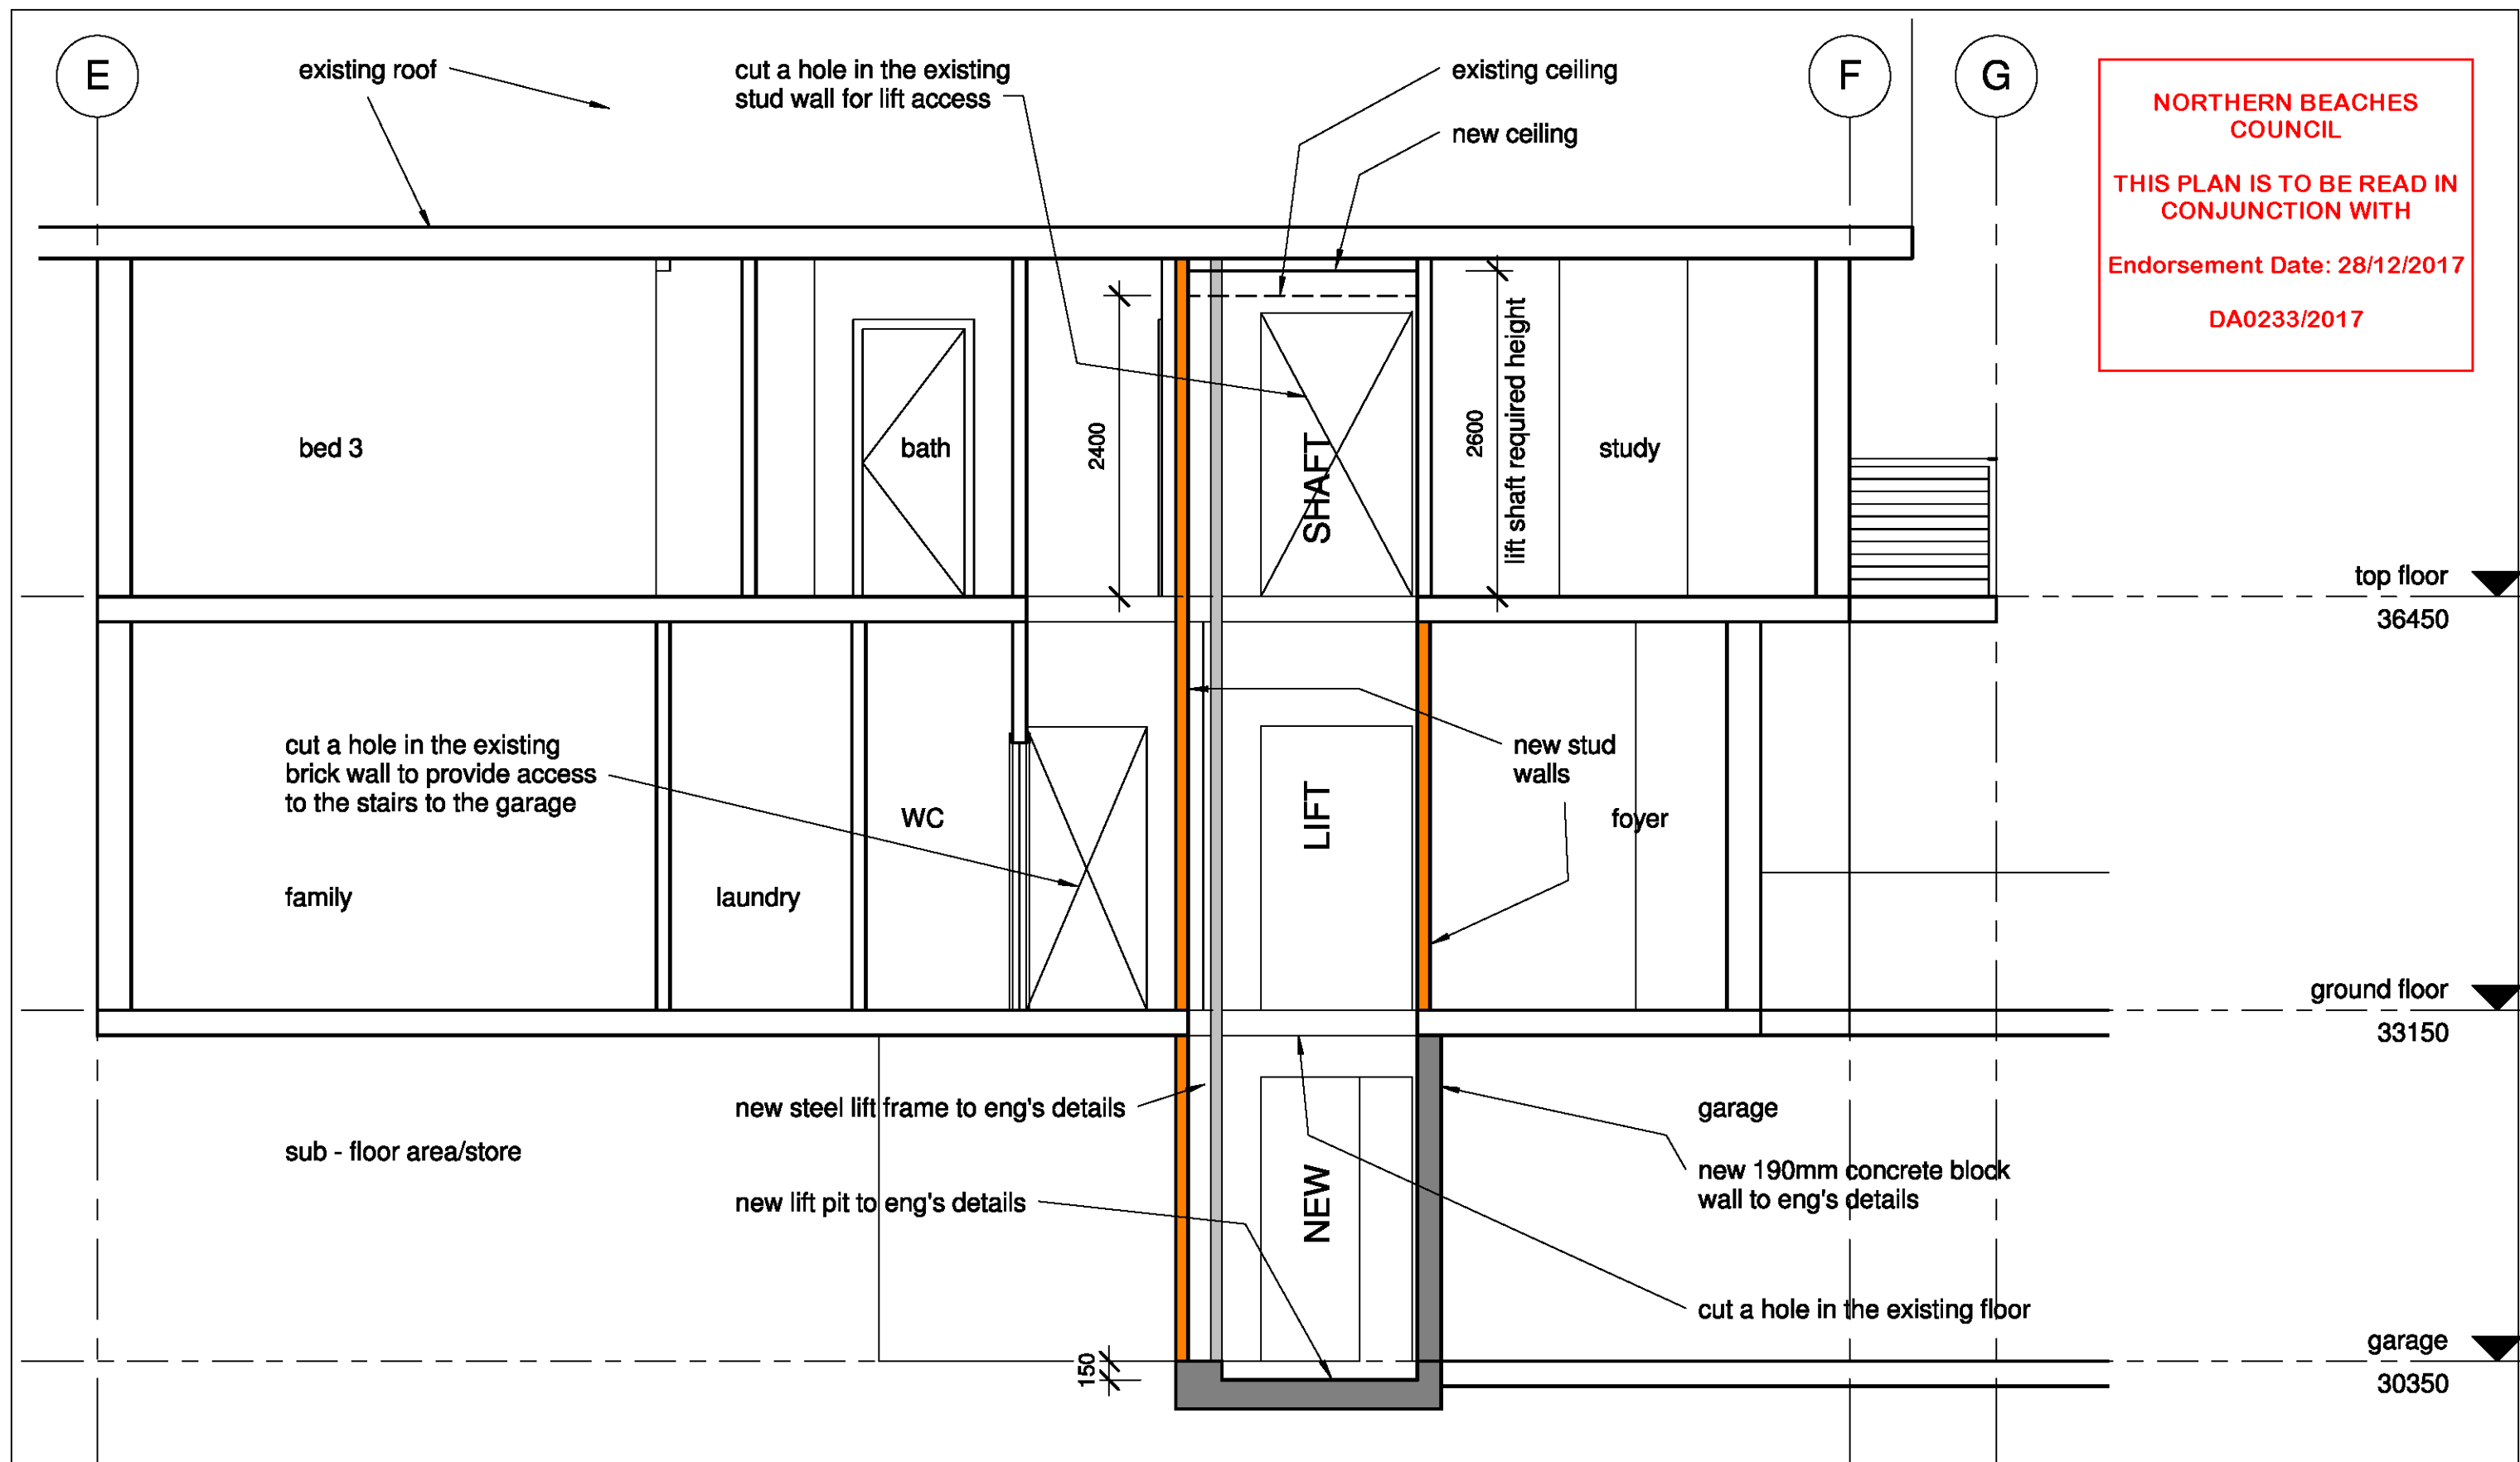 E
existing roof
cut a hole in the existing
stud wall for lift access
existing ceiling
new ceiling
F
G
NORTHERN BEACHES
COUNCIL
THIS PLAN IS TO BE READ IN
CONJUNCTION WITH
Endorsement Date: 28/12/2017
DA0233/2017
bed 3
bath
2400
SHAFT
2600
lift shaft required height
study
top floor
36450
cut a hole in the existing
brick wall to provide access
to the stairs to the garage
family
laundry
WC
LIFT
new stud
walls
foyer
ground floor
33150
new steel lift frame to eng's details
sub - floor area/store
new lift pit to eng's details
NEW
garage
new 190mm concrete block
wall to eng's details
cut a hole in the existing floor
150
garage
30350